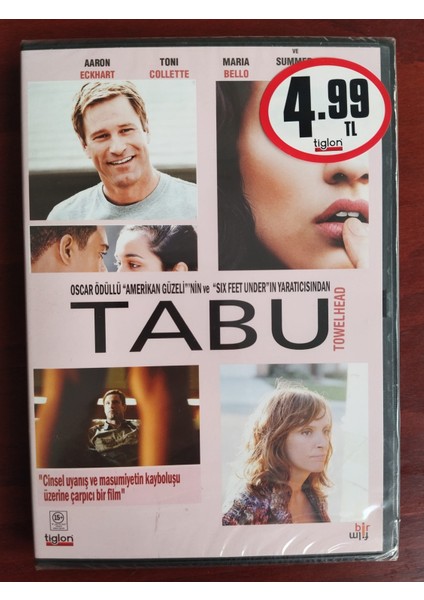 AARON TONI MARIA VE
ECKHART COLLETTE BELLO SUMMER
4.99
TL
tiglon
OSCAR ÖDÜLLÜ "AMERİKAN GÜZELİ"'NİN ve "SIX FEET UNDER"IN YARATICISINDAN
TABU
TOWELHEAD
"Cinsel uyanış ve masumiyetin kayboluşu
üzerine çarpıcı bir film"
tiglon
bir
film